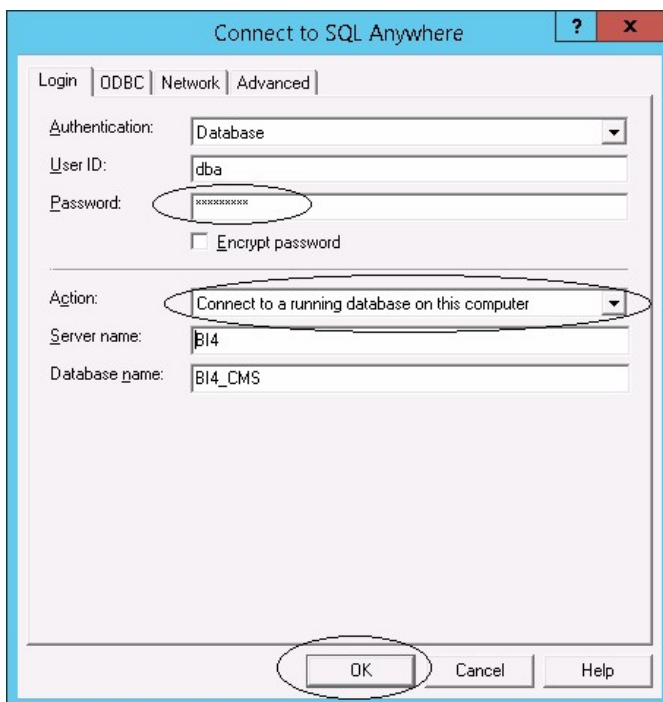 Connect to SQL Anywhere
? x
Login ODBC Network Advanced
Authentication: Database
User ID: dba
Password: xxxxxxxxx
Encrypt password
Action: Connect to a running database on this computer
Server name: BI4
Database name: BI4_CMS
OK Cancel Help